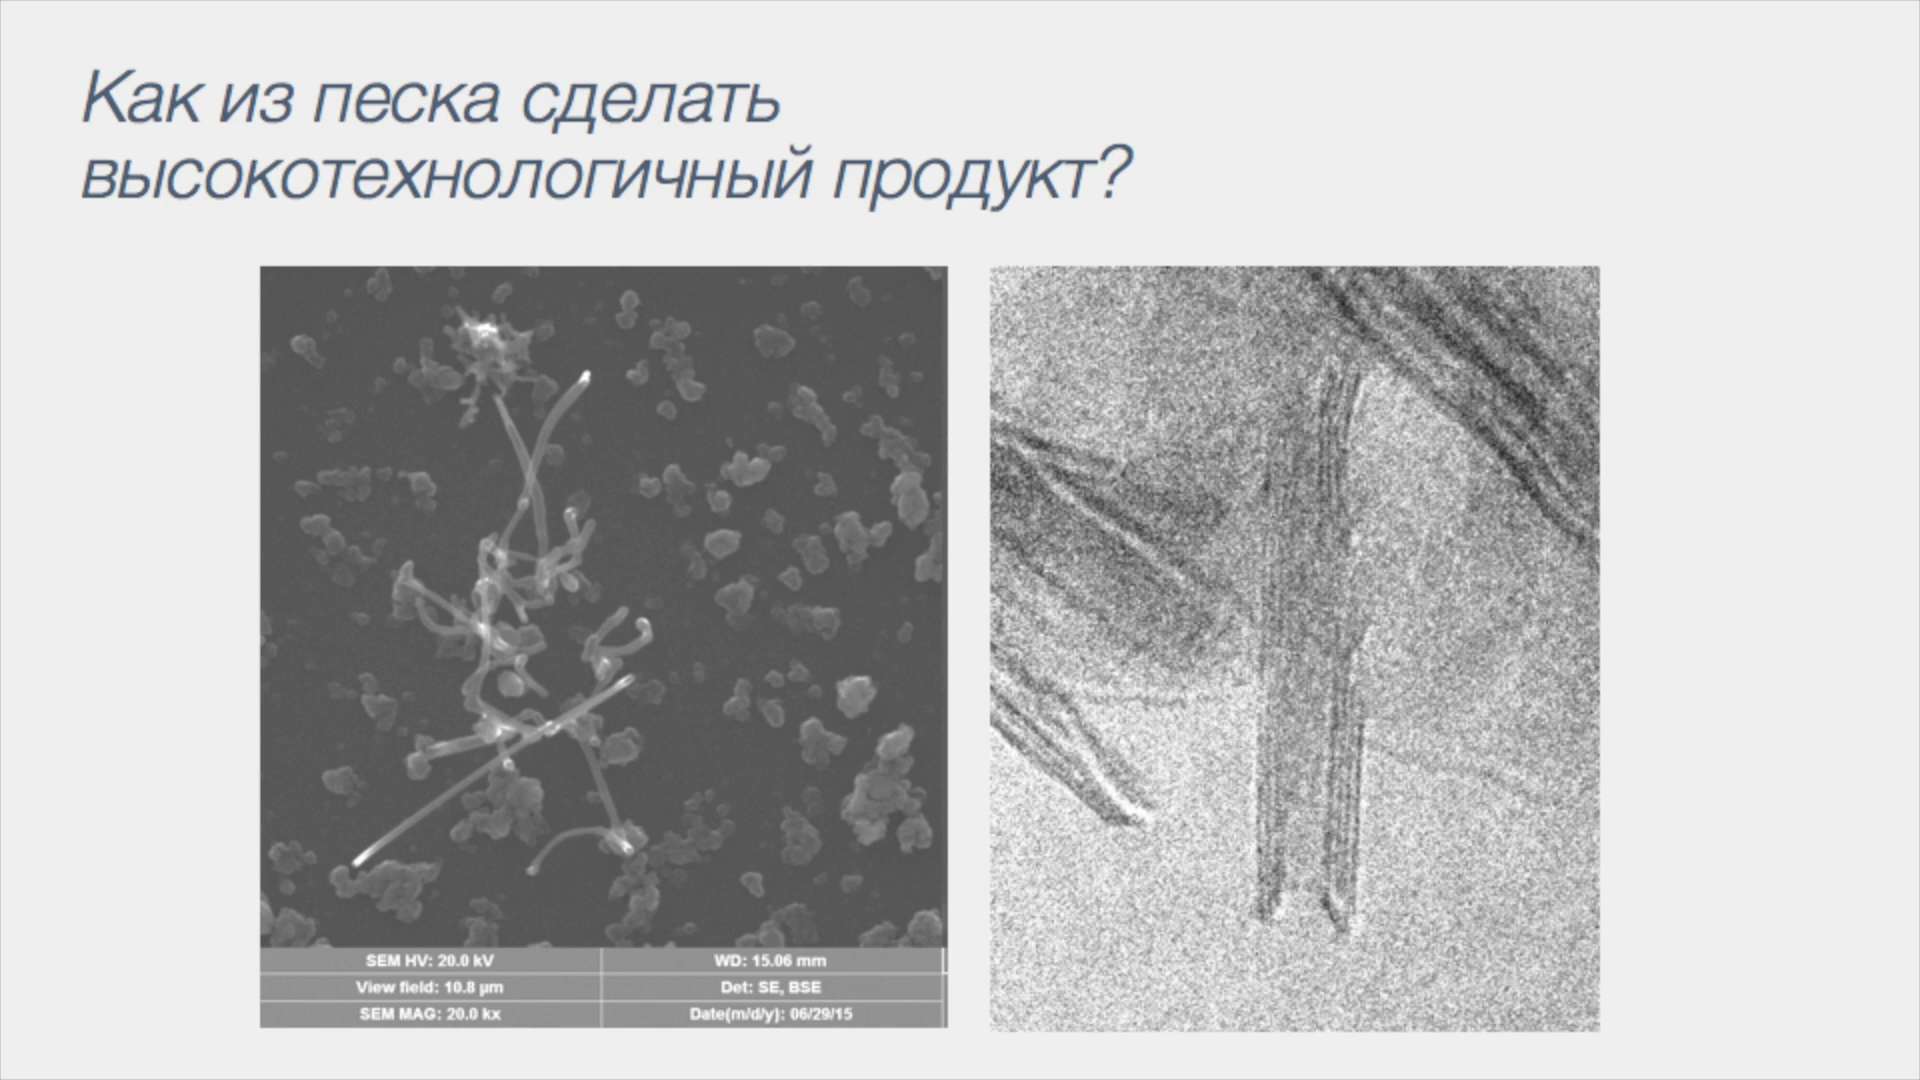 Как из песка сделать
высокотехнологичный продукт?
SEM HV: 20.0 kV
WD: 15.06 mm
View field: 10.8 µm
Det: SE, BSE
SEM MAG: 20.0 kx
Date(m/d/y): 06/29/15